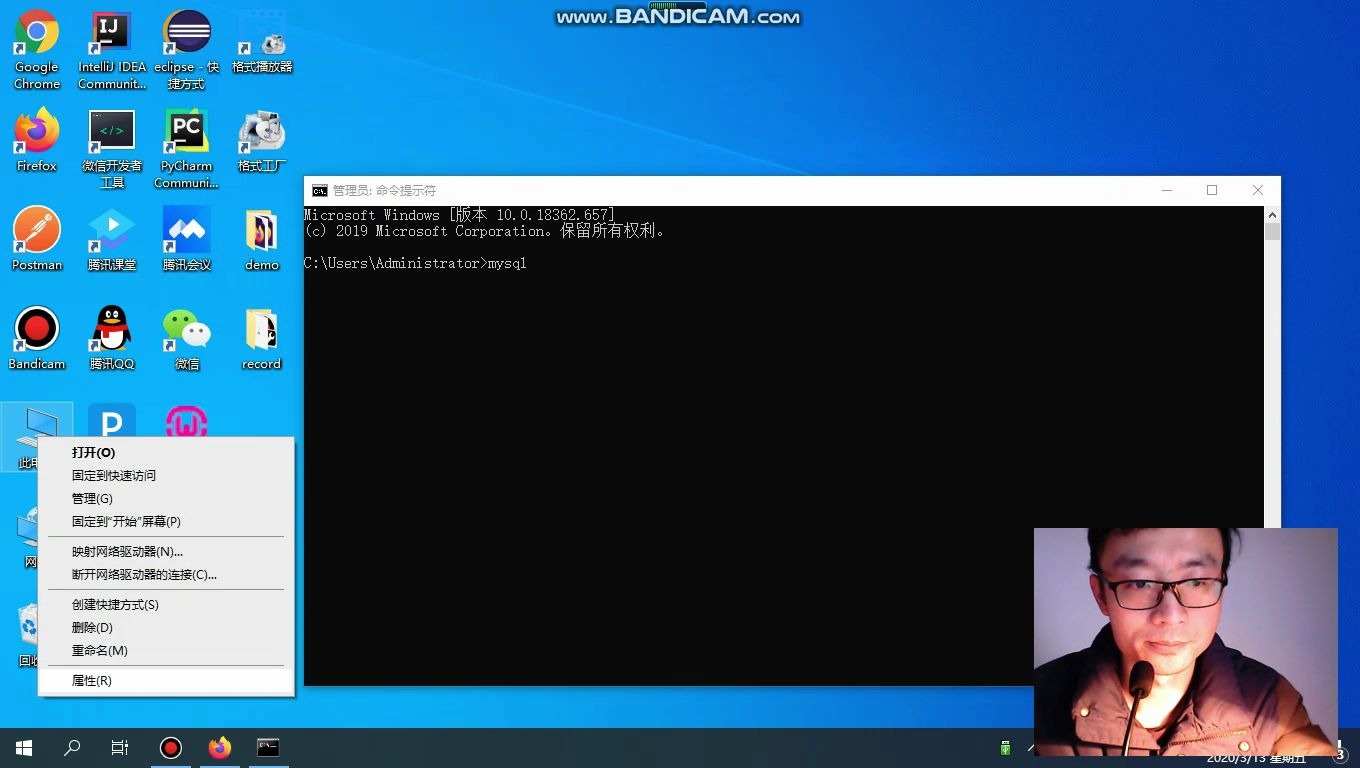 www.BANDICAM.com
Google
Chrome
IntelliJ IDEA
Communit...
eclipse - 快
捷方式
格式播放器
Firefox
微信开发者
工具
PyCharm
Communi...
格式工厂
Postman
腾讯课堂
腾讯会议
demo
Bandicam
腾讯QQ
微信
record
管理员: 命令提示符
Microsoft Windows [版本 10.0.18362.657]
(c) 2019 Microsoft Corporation。保留所有权利。
C:\Users\Administrator>mysql
打开(O)
固定到快速访问
管理(G)
固定到"开始"屏幕(P)
映射网络驱动器(N)...
断开网络驱动器的连接(C)...
创建快捷方式(S)
删除(D)
重命名(M)
属性(R)
2020/3/13 星期五
3